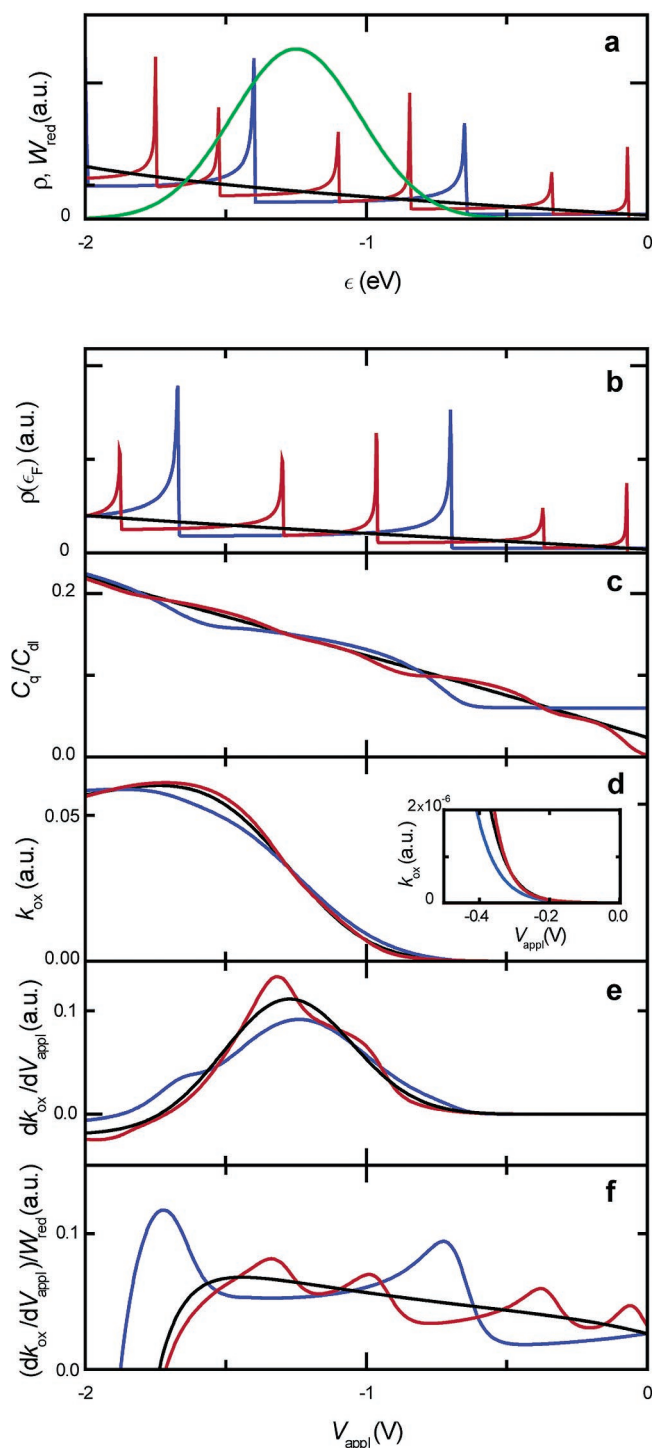 a
ρ, W_red (a.u.)
0
-2
-1
0
ϵ (eV)
b
ρ(ϵ_F) (a.u.)
0
c
0.2
C_q/C_dl
0.0
d
0.05
k_ox (a.u.)
0.00
2×10^-6
k_ox (a.u.)
0
-0.4
-0.2
0.0
V_appl (V)
e
0.1
dk_ox/dV_appl (a.u.)
0.0
f
0.1
(dk_ox/dV_appl)/W_red (a.u.)
0.0
-2
-1
0
V_appl (V)